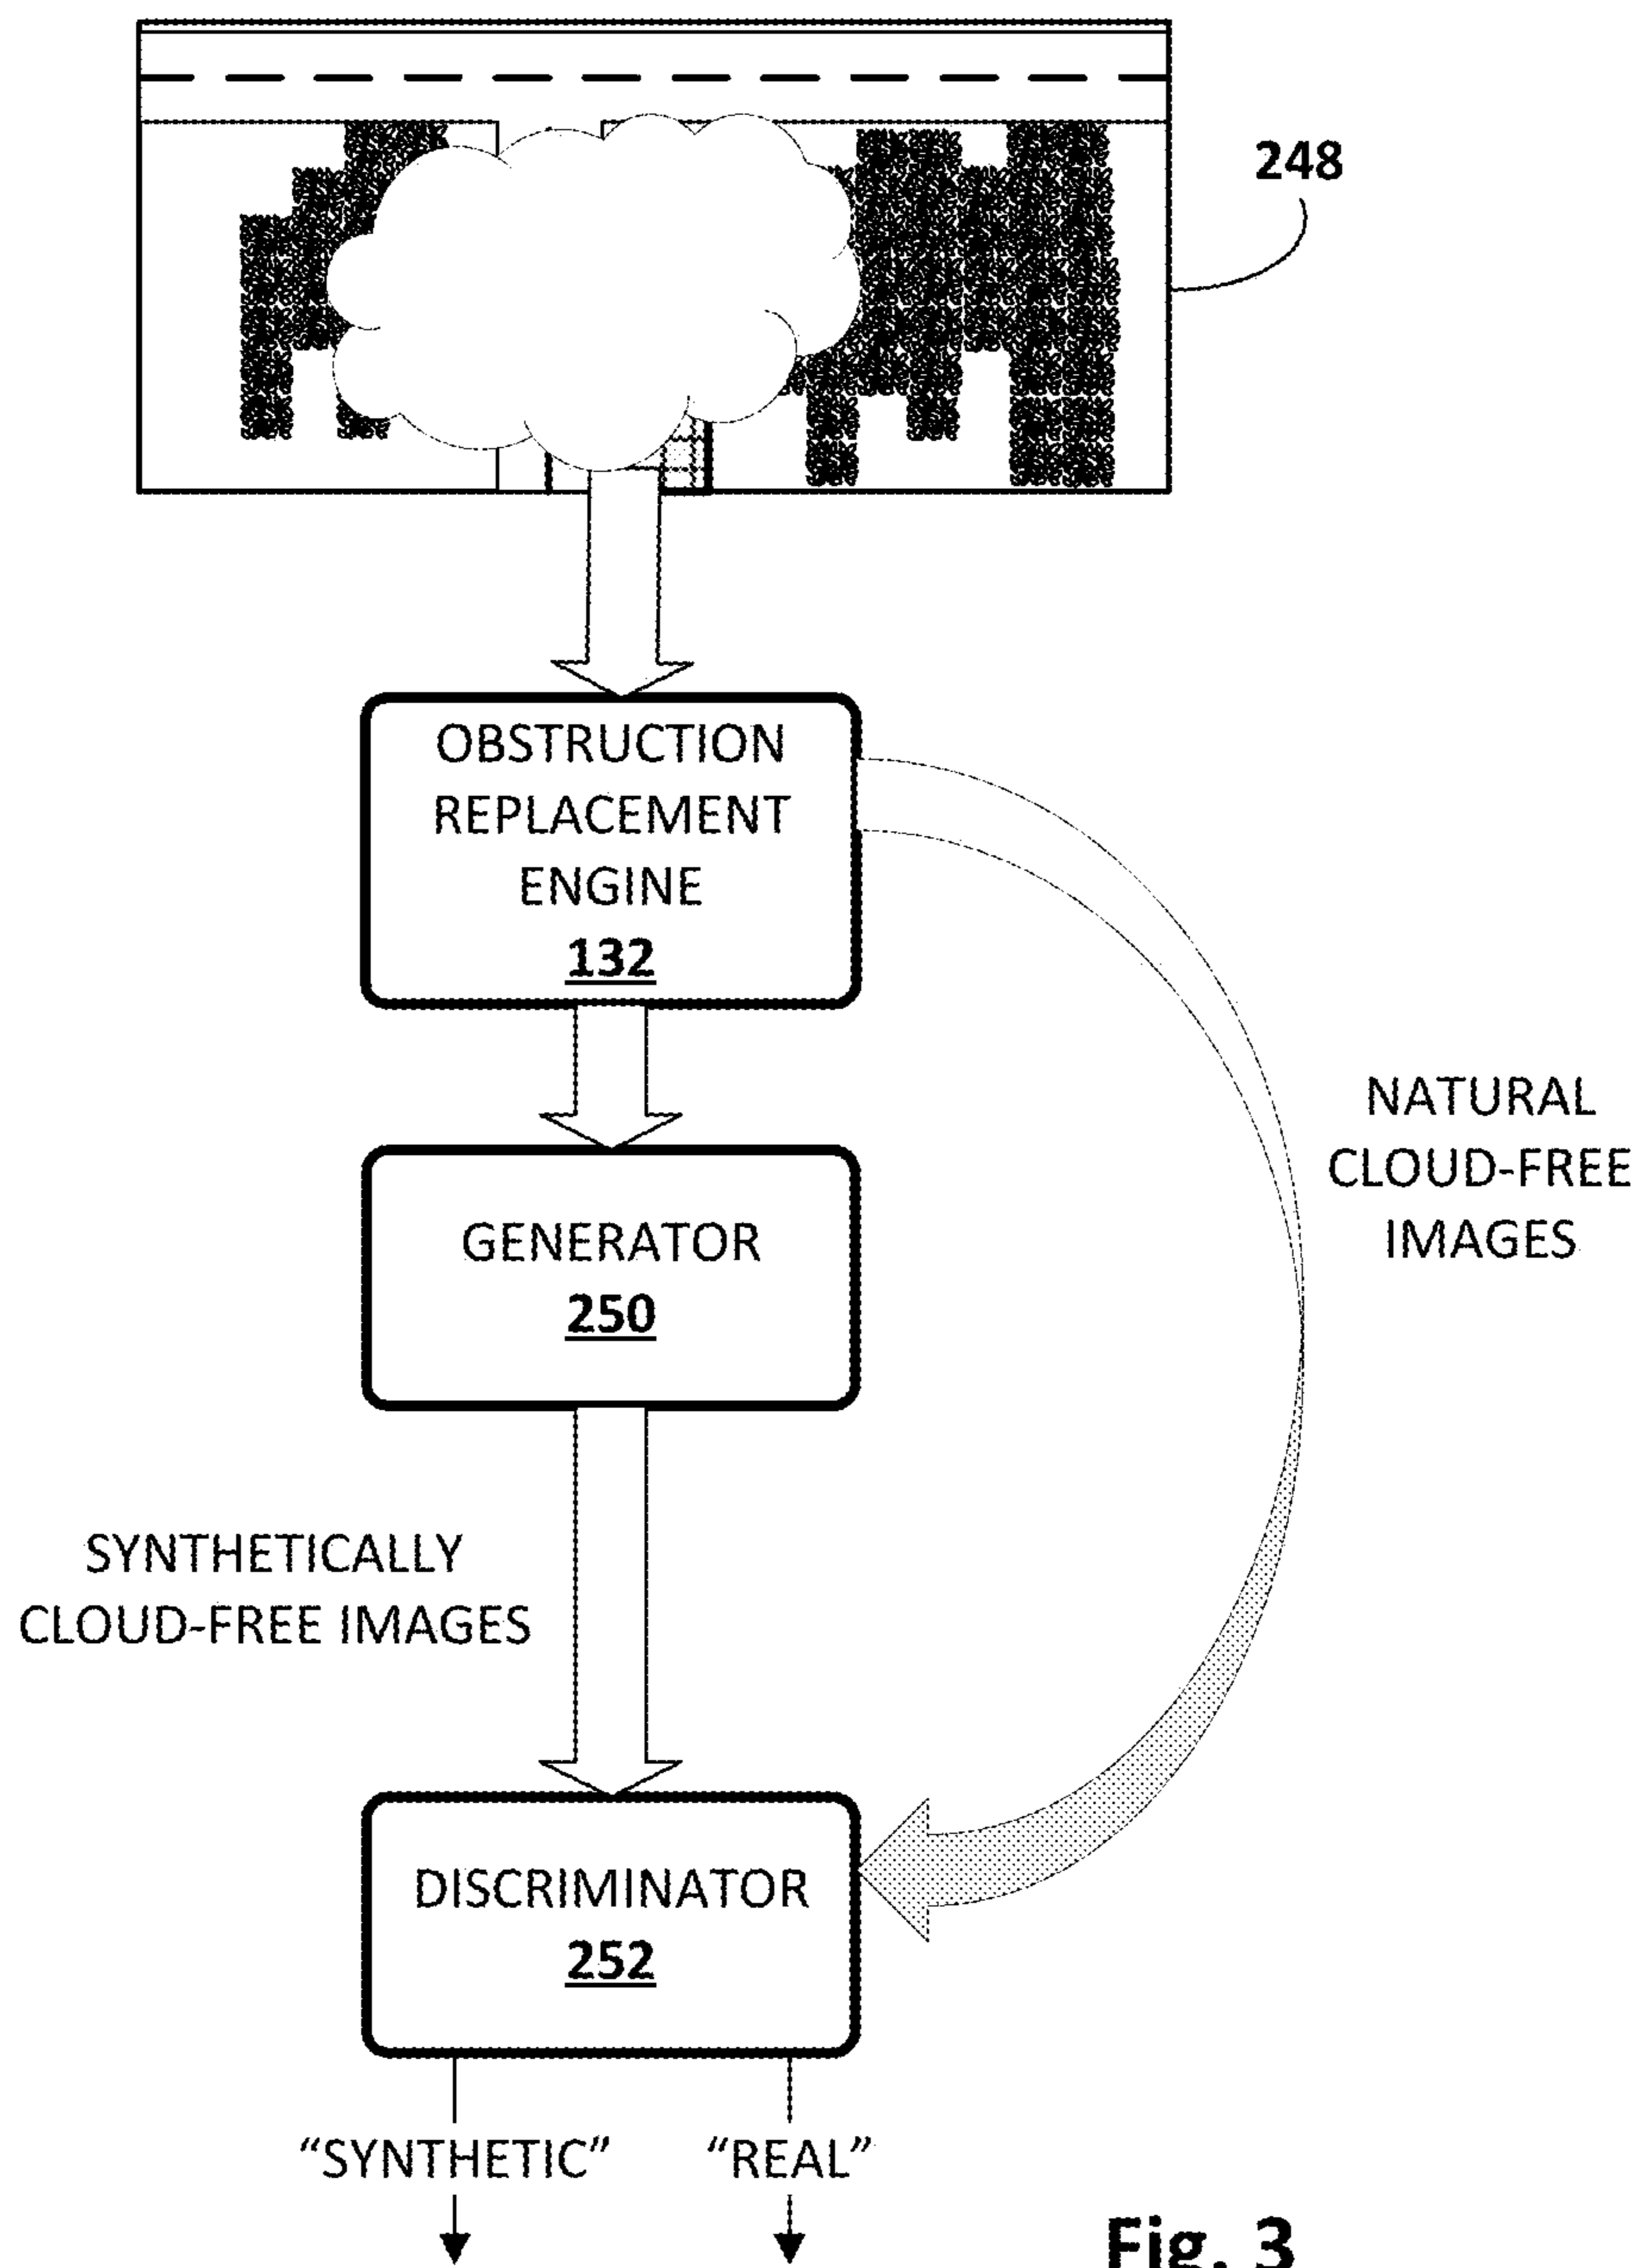 248
OBSTRUCTION
REPLACEMENT
ENGINE
132
NATURAL
CLOUD-FREE
IMAGES
GENERATOR
250
SYNTHETICALLY
CLOUD-FREE IMAGES
DISCRIMINATOR
252
“SYNTHETIC” “REAL”
Fig. 3